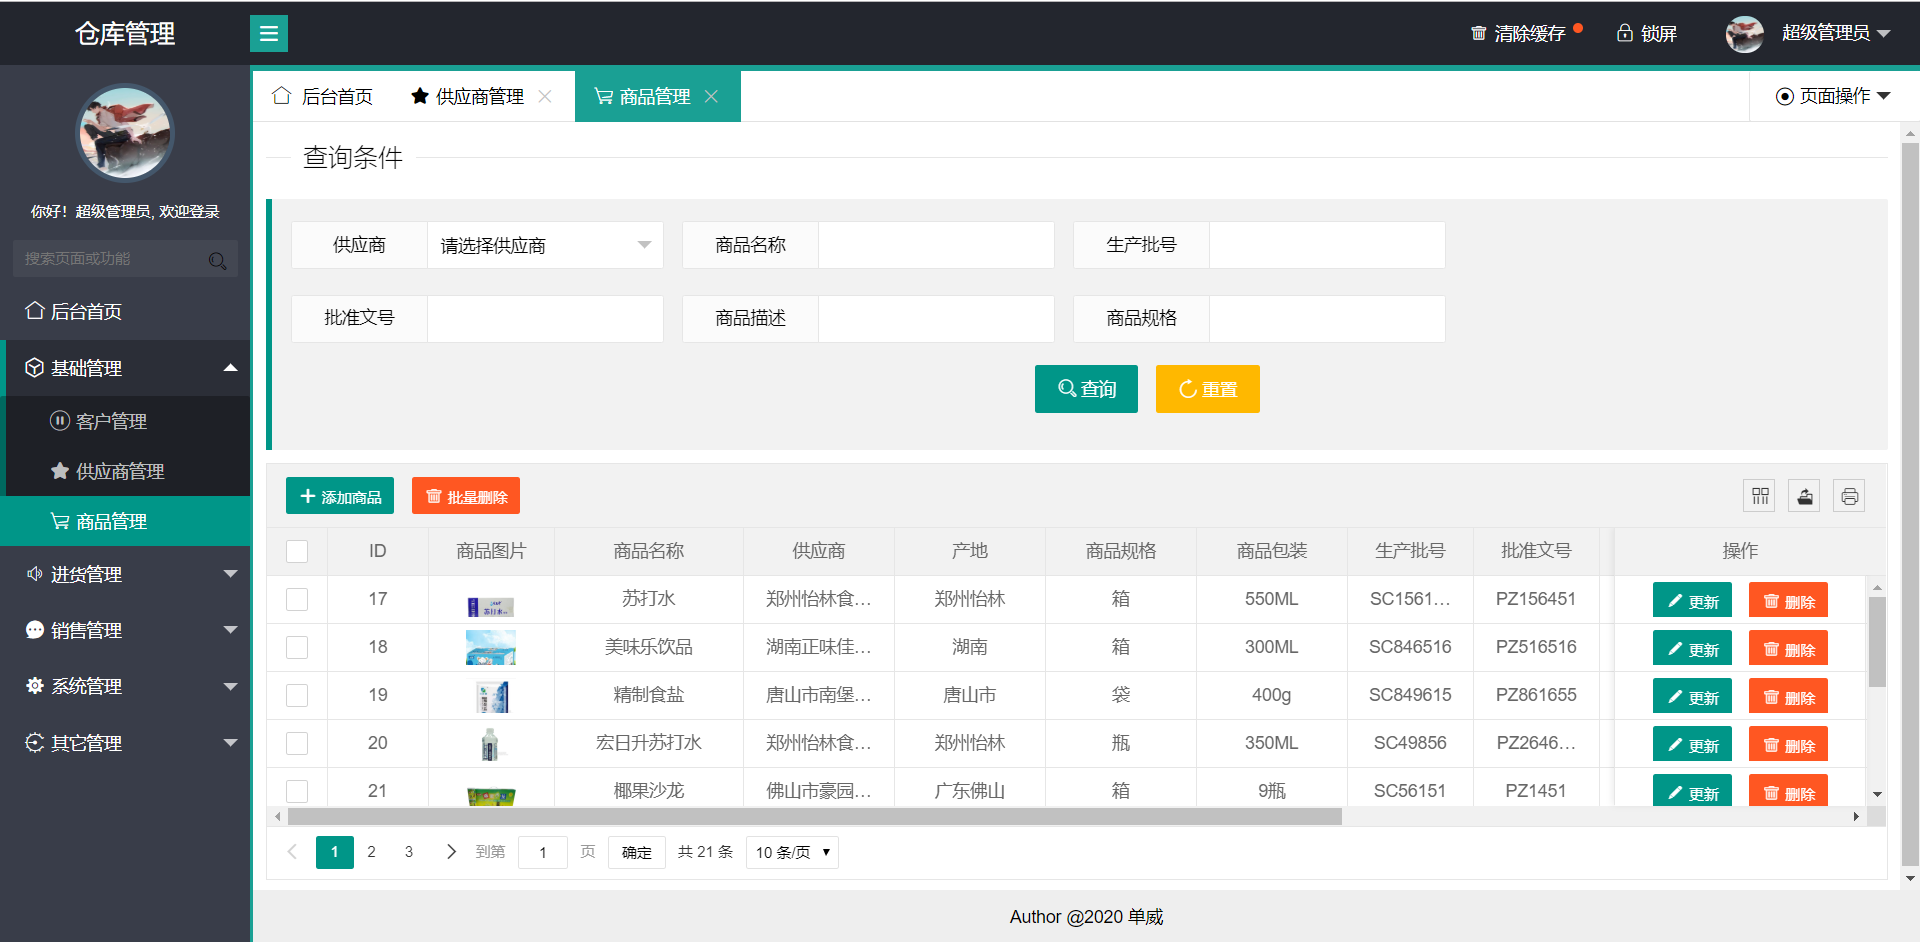 仓库管理
清除缓存
锁屏
超级管理员
你好！超级管理员, 欢迎登录
搜索页面或功能
后台首页
基础管理
客户管理
供应商管理
商品管理
进货管理
销售管理
系统管理
其它管理
后台首页
供应商管理
商品管理
页面操作
查询条件
供应商 请选择供应商 商品名称 生产批号
批准文号 商品描述 商品规格
查询 重置
添加商品 批量删除
ID 商品图片 商品名称 供应商 产地 商品规格 商品包装 生产批号 批准文号 操作
17 苏打水 郑州怡林食… 郑州怡林 箱 550ML SC1561… PZ156451 更新 删除
18 美味乐饮品 湖南正味佳… 湖南 箱 300ML SC846516 PZ516516 更新 删除
19 精制食盐 唐山市南堡… 唐山市 袋 400g SC849615 PZ861655 更新 删除
20 宏日升苏打水 郑州怡林食… 郑州怡林 瓶 350ML SC49856 PZ2646… 更新 删除
21 椰果沙龙 佛山市豪园… 广东佛山 箱 9瓶 SC56151 PZ1451 更新 删除
1 2 3 到第 1 页 确定 共 21 条 10 条/页
Author @2020 单威